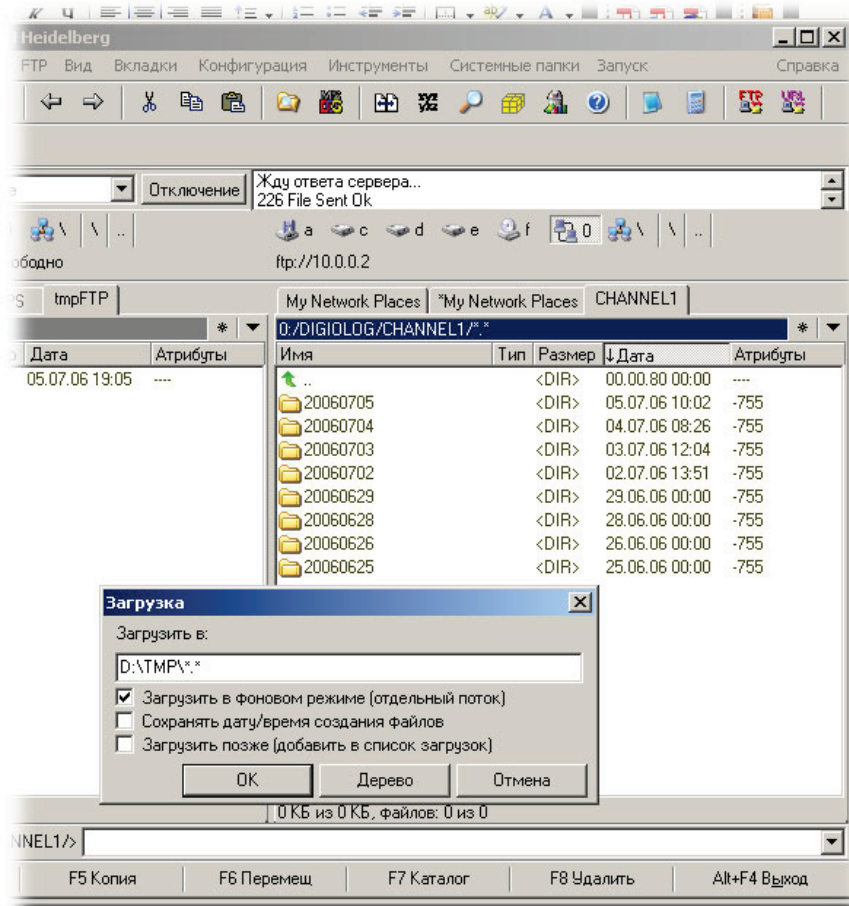 Heidelberg
FTP Вид Вкладки Конфигурация Инструменты Системные папки Запуск Справка
Отключение
Жду ответа сервера...
226 File Sent Ok
\ \ .. a c d e f 0 \ \ ..
ftp://10.0.0.2
tmpFTP My Network Places *My Network Places CHANNEL1
* 0:/DIGIOLOG/CHANNEL1/*.* *
Дата Атрибуты Имя Тип Размер ↓Дата Атрибуты
05.07.06 19:05 ---- .. <DIR> 00.00.80 00:00 ----
20060705 <DIR> 05.07.06 10:02 -755
20060704 <DIR> 04.07.06 08:26 -755
20060703 <DIR> 03.07.06 12:04 -755
20060702 <DIR> 02.07.06 13:51 -755
20060629 <DIR> 29.06.06 00:00 -755
20060628 <DIR> 28.06.06 00:00 -755
20060626 <DIR> 26.06.06 00:00 -755
20060625 <DIR> 25.06.06 00:00 -755
Загрузка
Загрузить в:
D:\TMP\*.*
Загрузить в фоновом режиме (отдельный поток)
Сохранять дату/время создания файлов
Загрузить позже (добавить в список загрузок)
OK Дерево Отмена
0 КБ из 0 КБ, файлов: 0 из 0
NNEL1/>
F5 Копия F6 Перемещ F7 Каталог F8 Удалить Alt+F4 Выход